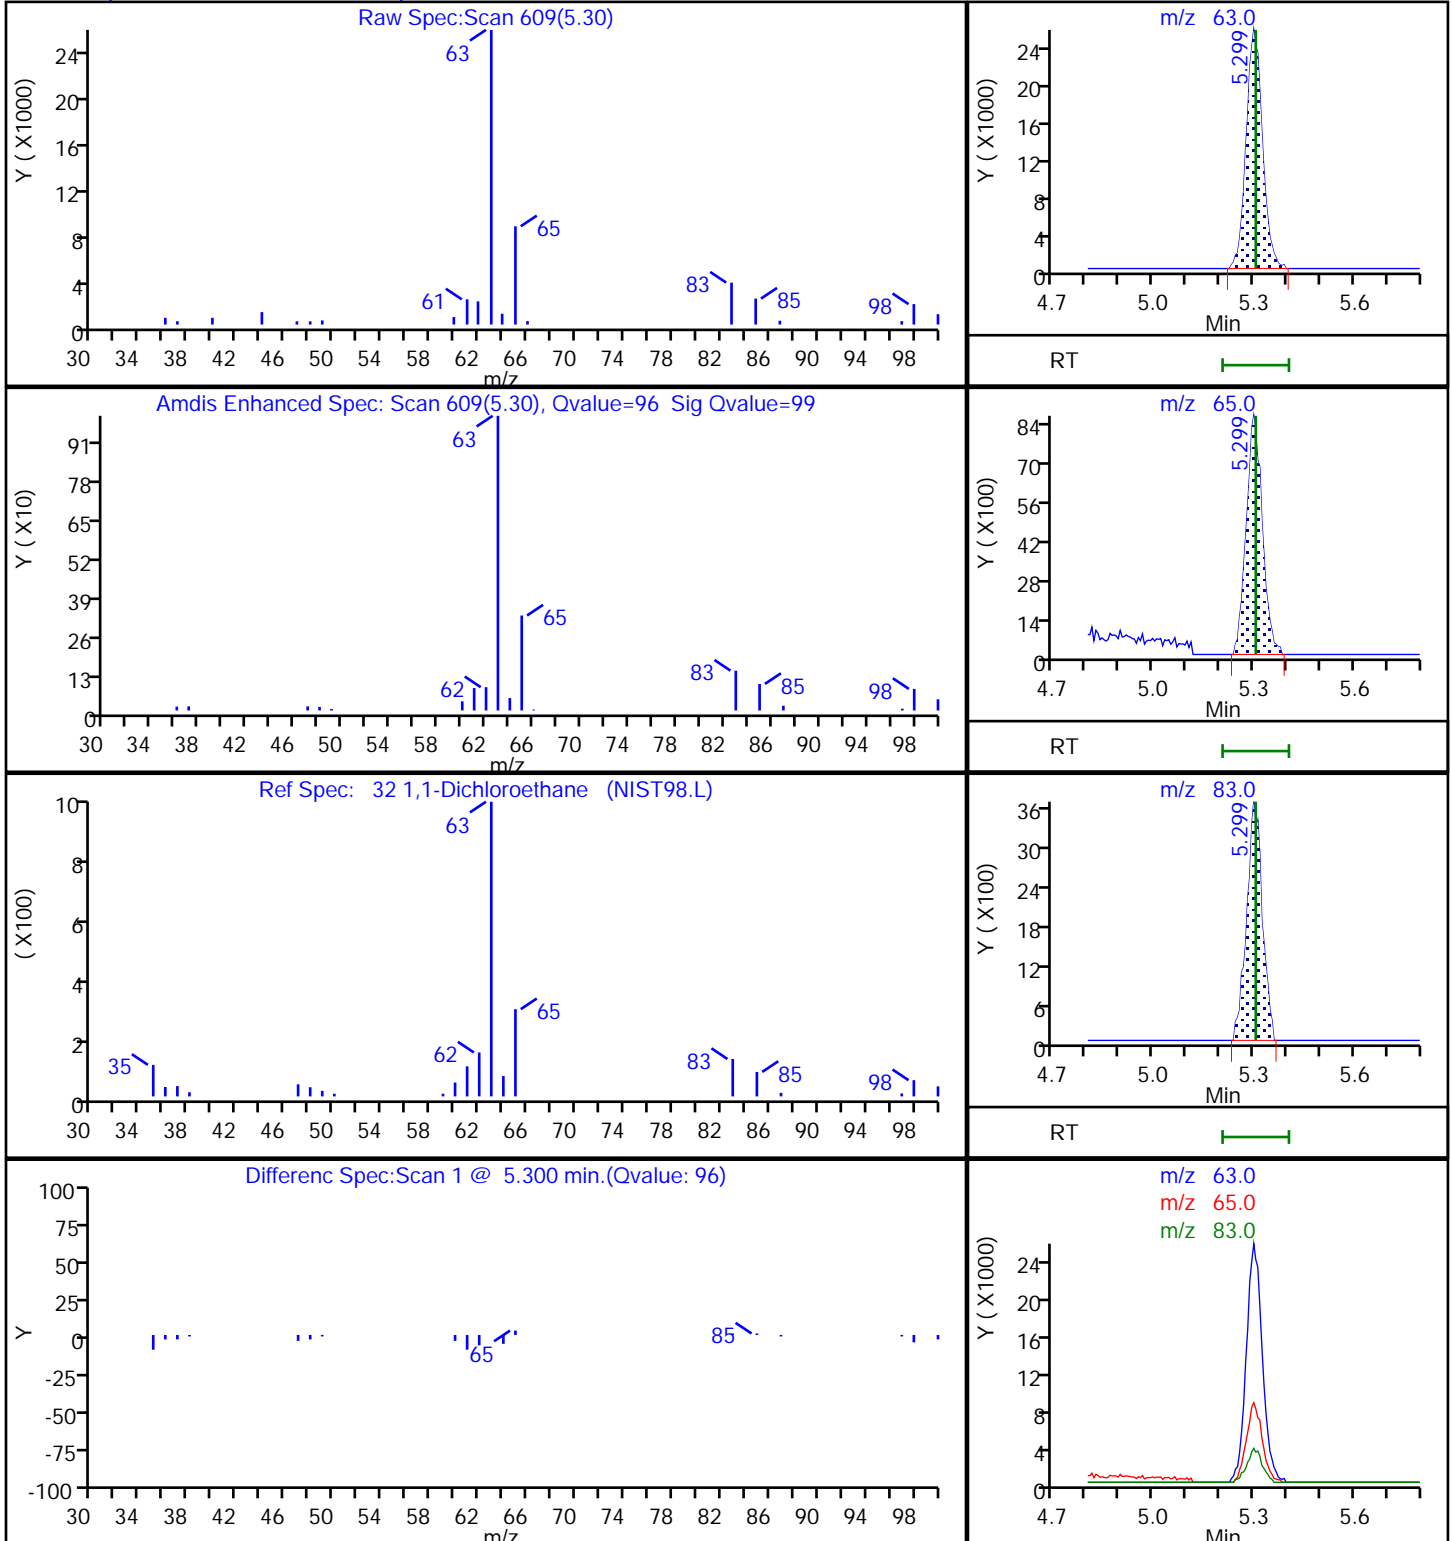 Raw Spec:Scan 609(5.30)
Y ( X1000)
24
20
16
12
8
4
0
63
65
61
83
85
98
30 34 38 42 46 50 54 58 62 66 70 74 78 82 86 90 94 98
m/z
m/z 63.0
Y ( X1000)
24
20
16
12
8
4
0
5.299
4.7 5.0 5.3 5.6
Min
RT
Amdis Enhanced Spec: Scan 609(5.30), Qvalue=96 Sig Qvalue=99
Y ( X10)
91
78
65
52
39
26
13
0
63
65
62
83
85
98
30 34 38 42 46 50 54 58 62 66 70 74 78 82 86 90 94 98
m/z
m/z 65.0
Y ( X100)
84
70
56
42
28
14
0
5.299
4.7 5.0 5.3 5.6
Min
RT
Ref Spec: 32 1,1-Dichloroethane (NIST98.L)
( X100)
10
8
6
4
2
0
63
65
62
35
83
85
98
30 34 38 42 46 50 54 58 62 66 70 74 78 82 86 90 94 98
m/z 83.0
Y ( X100)
36
30
24
18
12
6
0
5.299
4.7 5.0 5.3 5.6
Min
RT
Differenc Spec:Scan 1 @ 5.300 min.(Qvalue: 96)
Y
100
75
50
25
0
-25
-50
-75
-100
65
85
30 34 38 42 46 50 54 58 62 66 70 74 78 82 86 90 94 98
m/z
m/z 63.0
m/z 65.0
m/z 83.0
Y ( X1000)
24
20
16
12
8
4
0
4.7 5.0 5.3 5.6
Min